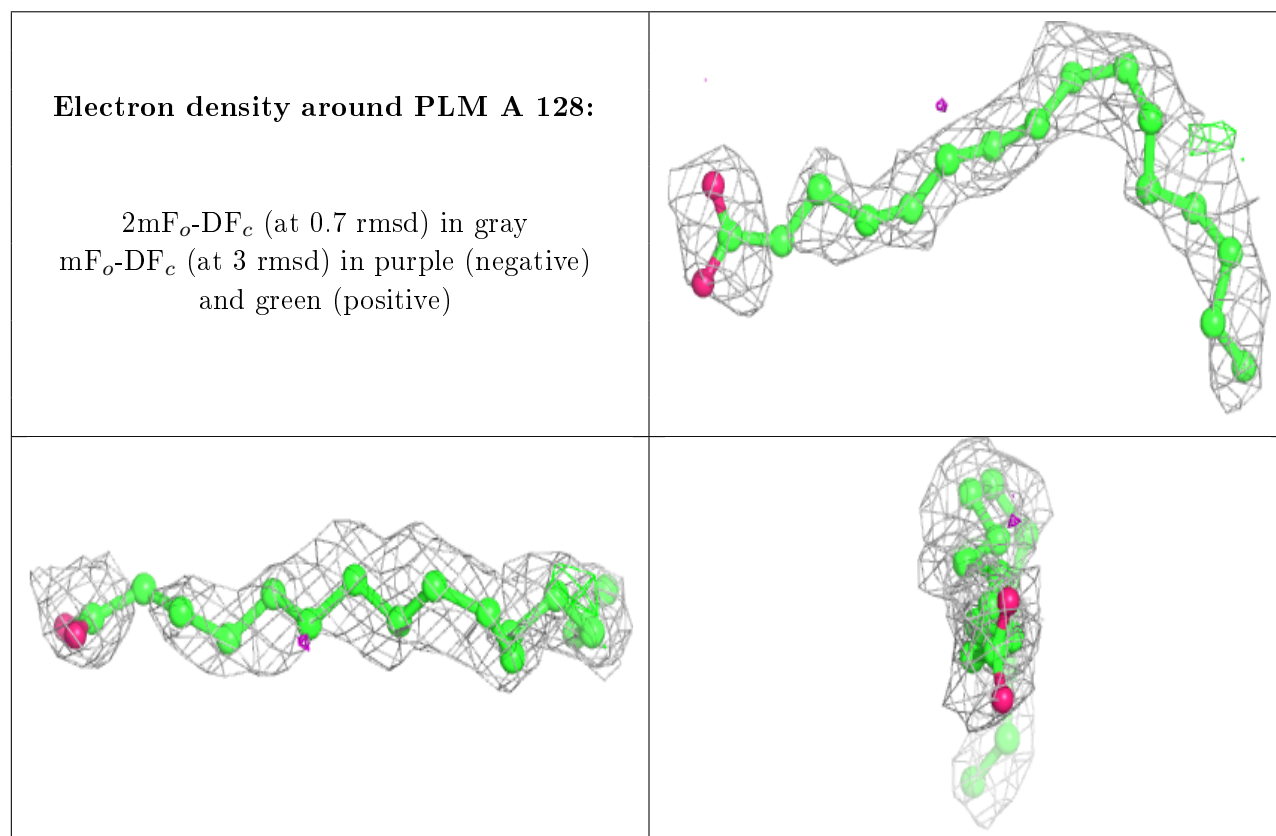 Electron density around PLM A 128:
2mFo-DFc (at 0.7 rmsd) in gray
mFo-DFc (at 3 rmsd) in purple (negative)
and green (positive)